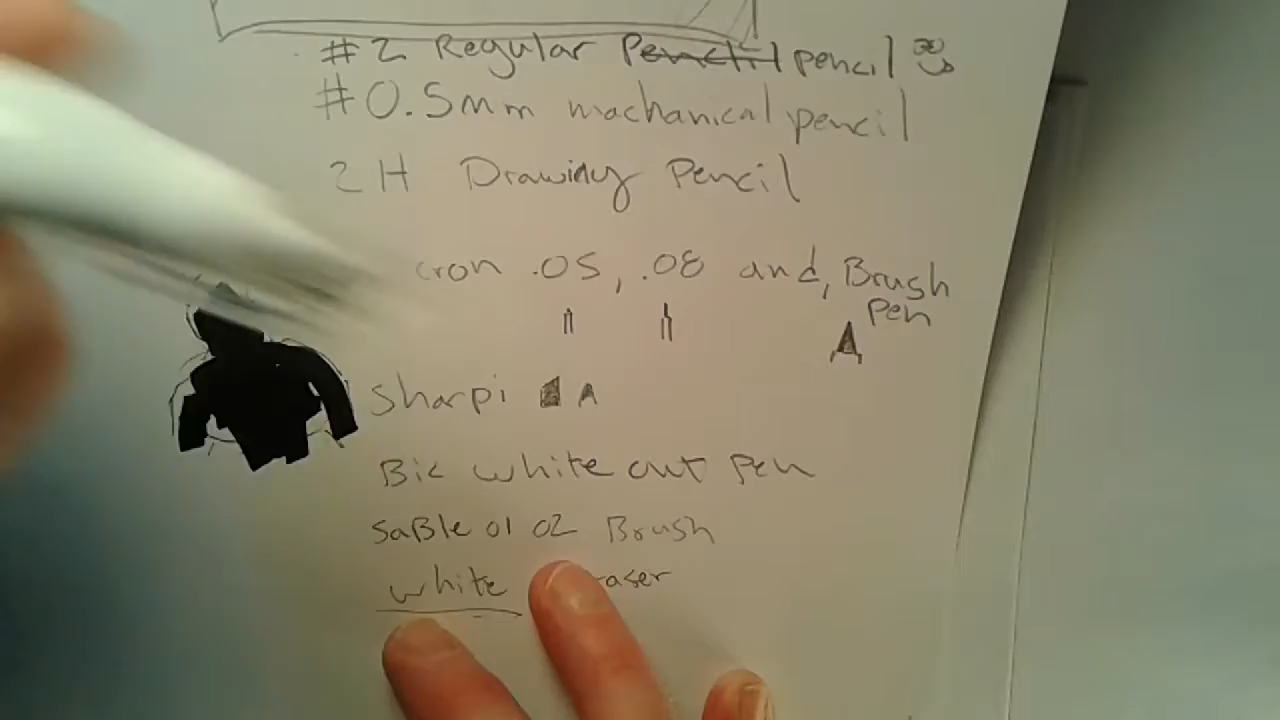 #2 Regular pencil
#0.5mm machanical pencil
2H Drawing Pencil
cron .05, .08 and, Brush
Pen
Sharpi
Bic white out Pen
SaBle 01 02 Brush
white raser